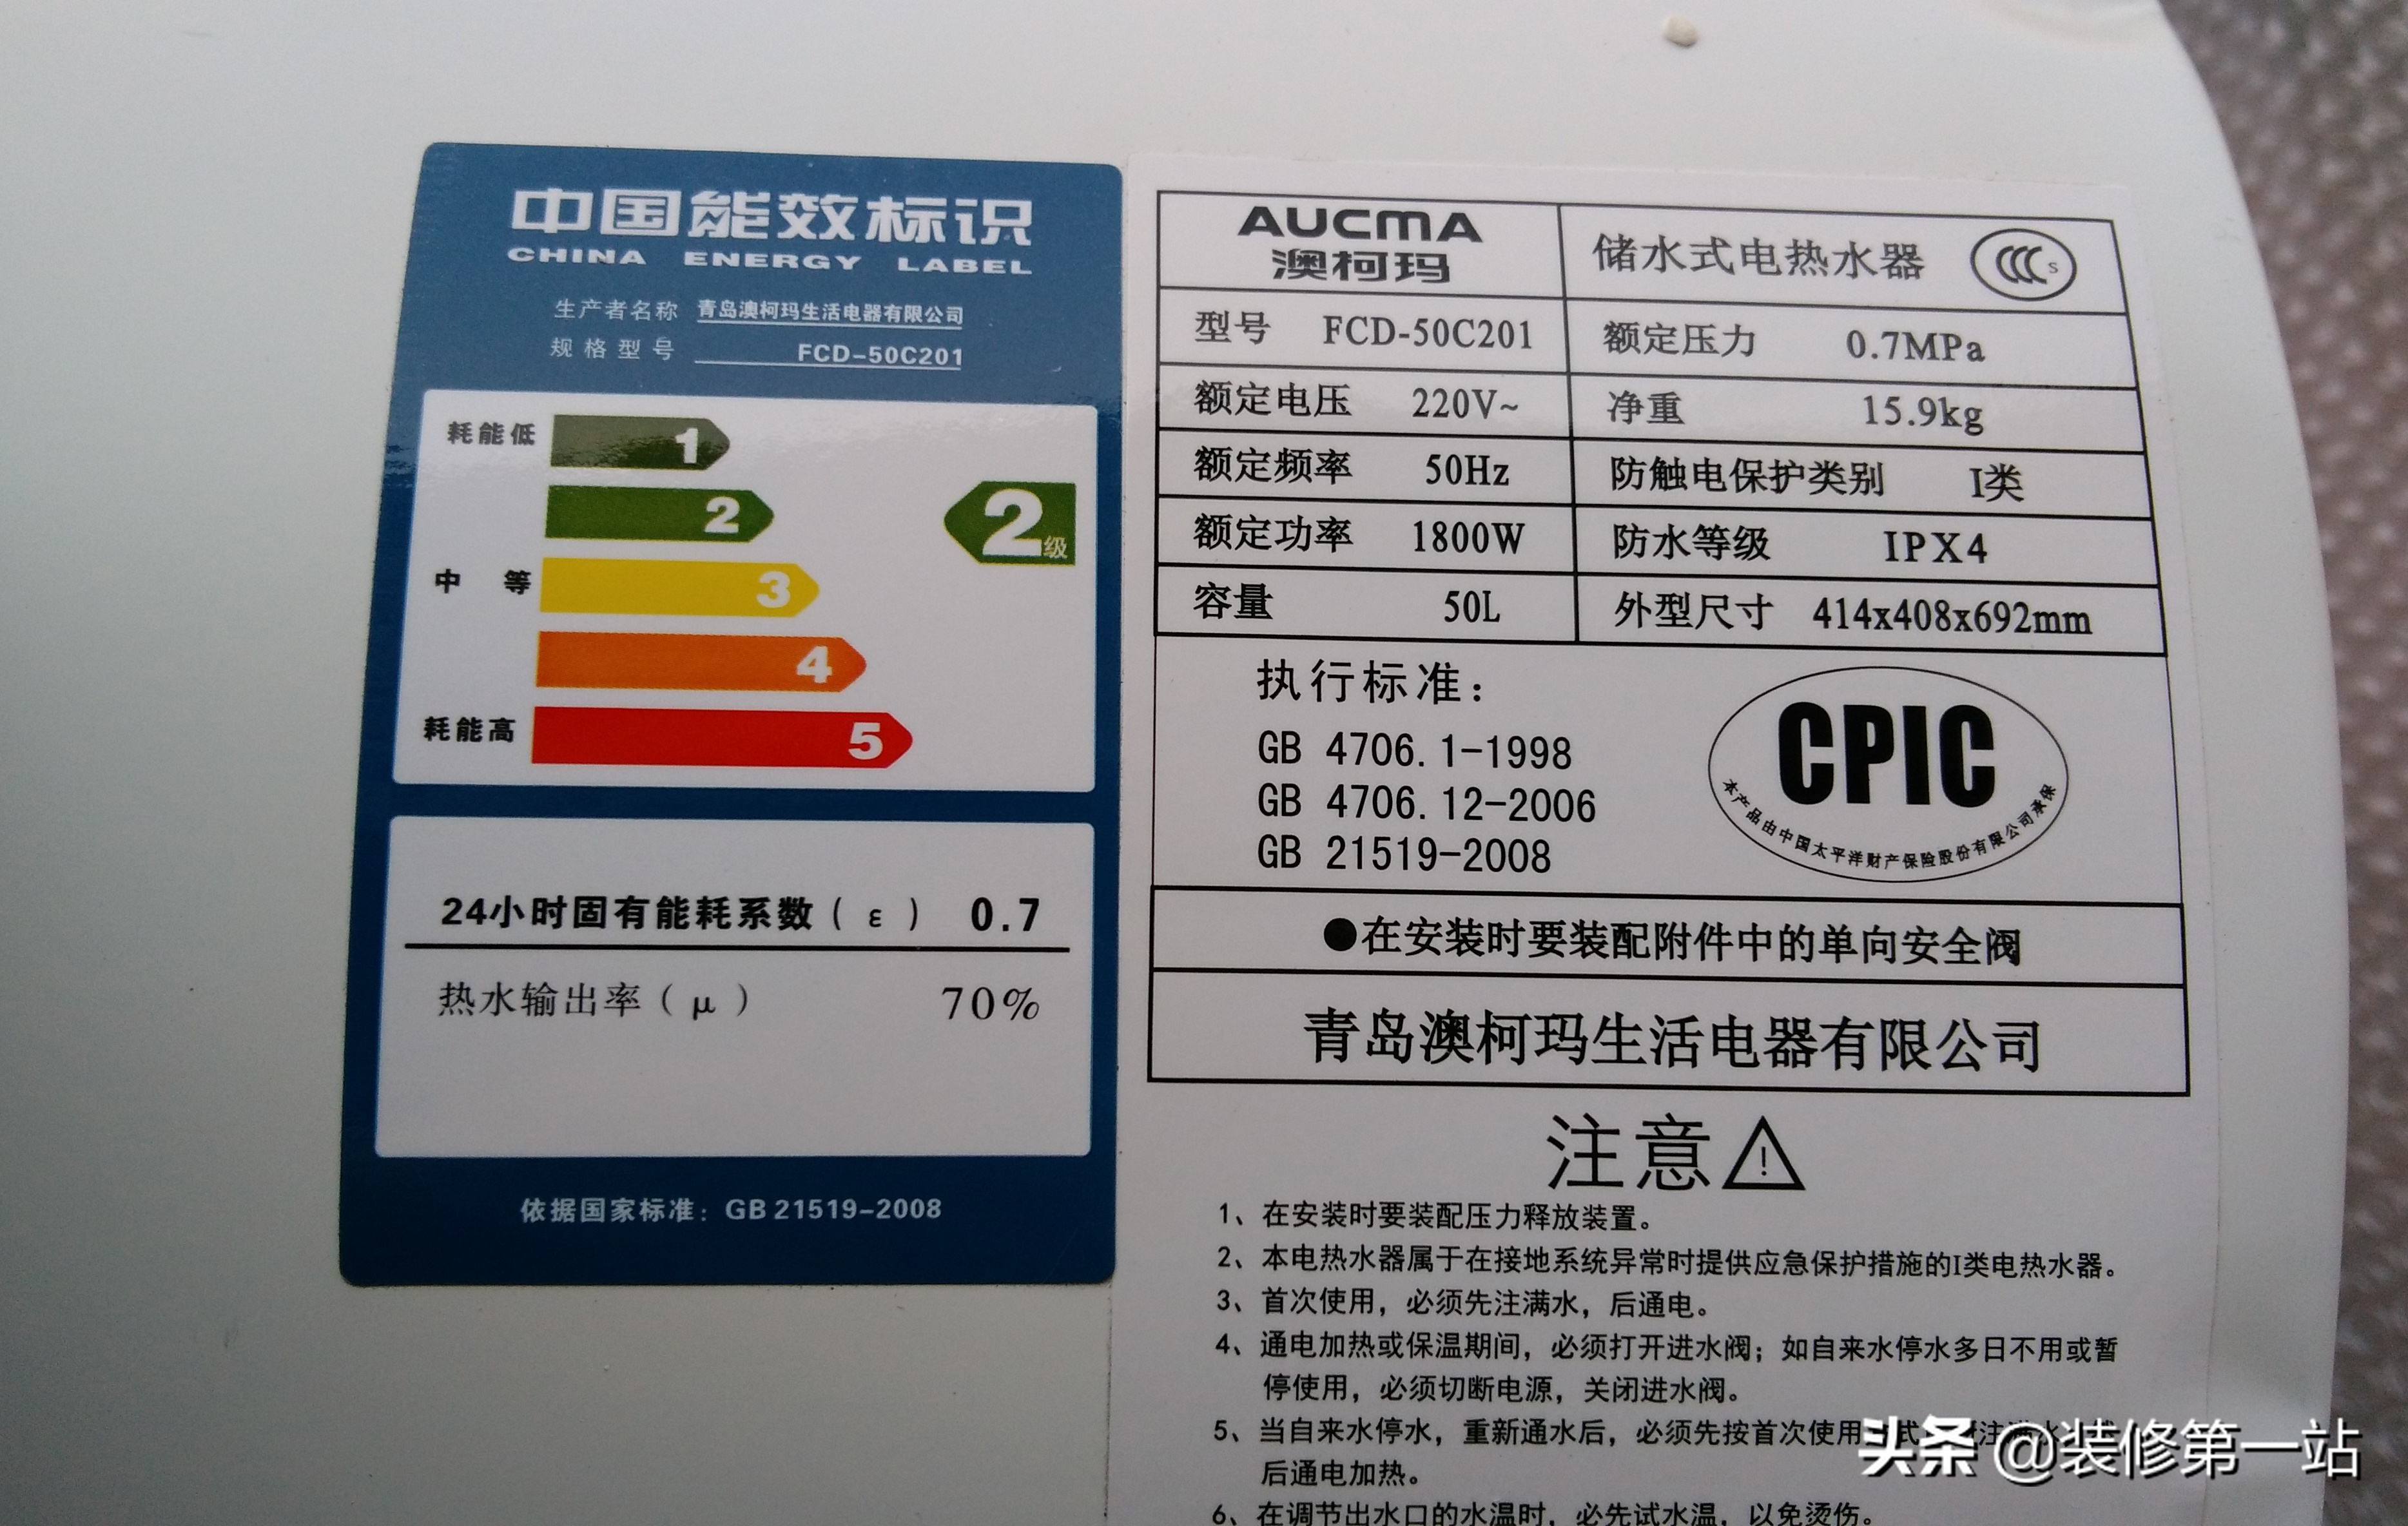 中国能效标识
CHINA ENERGY LABEL
生产者名称 青岛澳柯玛生活电器有限公司
规格型号 FCD-50C201
耗能低 1
2
2级
中等 3
4
耗能高 5
24小时固有能耗系数(ε) 0.7
热水输出率(μ) 70%
依据国家标准:GB 21519-2008
AUCMA
澳柯玛
储水式电热水器
CCC S
型号 FCD-50C201 额定压力 0.7MPa
额定电压 220V~ 净重 15.9kg
额定频率 50Hz 防触电保护类别 I类
额定功率 1800W 防水等级 IPX4
容量 50L 外型尺寸 414x408x692mm
执行标准:
GB 4706.1-1998
GB 4706.12-2006
GB 21519-2008
CPIC
本产品由中国太平洋财产保险股份有限公司承保
●在安装时要装配附件中的单向安全阀
青岛澳柯玛生活电器有限公司
注意
1、在安装时要装配压力释放装置。
2、本电热水器属于在接地系统异常时提供应急保护措施的I类电热水器。
3、首次使用,必须先注满水,后通电。
4、通电加热或保温期间,必须打开进水阀;如自来水停水多日不用或暂
停使用,必须切断电源,关闭进水阀。
5、当自来水停水,重新通水后,必须先按首次使用
后通电加热。
6、在调节出水口的水温时,必先试水温,以免烫伤。
头条 @装修第一站